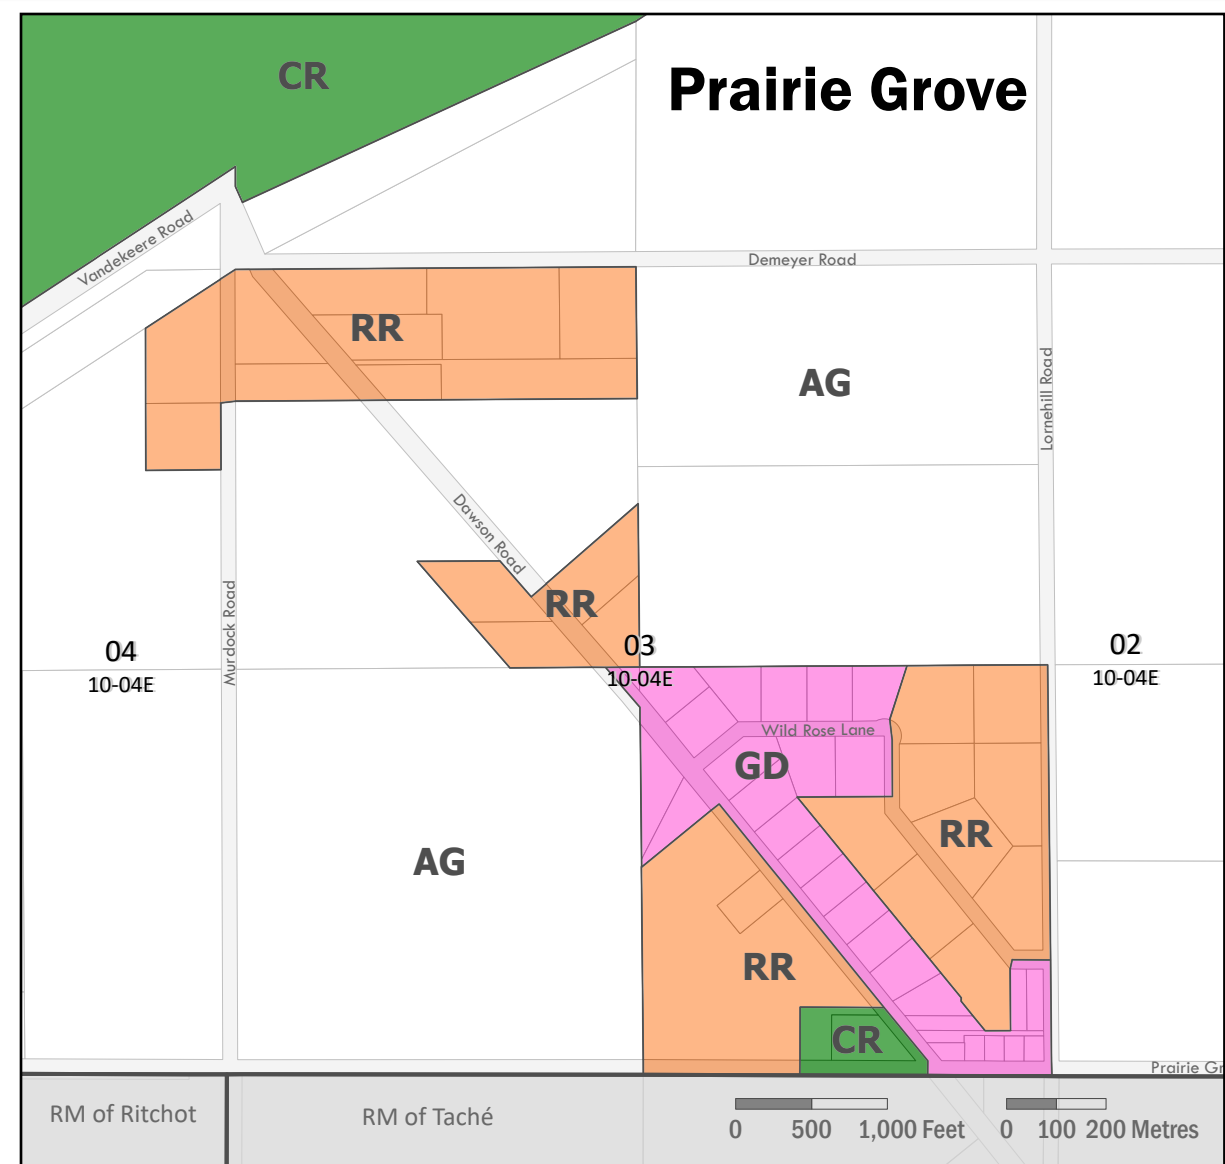 CR
Prairie Grove
Vandekeere Road
Demeyer Road
RR
AG
Lornehill Road
Dawson Road
RR
Murdock Road
04
10-04E
03
10-04E
02
10-04E
Wild Rose Lane
GD
RR
AG
RR
CR
Prairie Gr
RM of Ritchot
RM of Taché
0 500 1,000 Feet
0 100 200 Metres